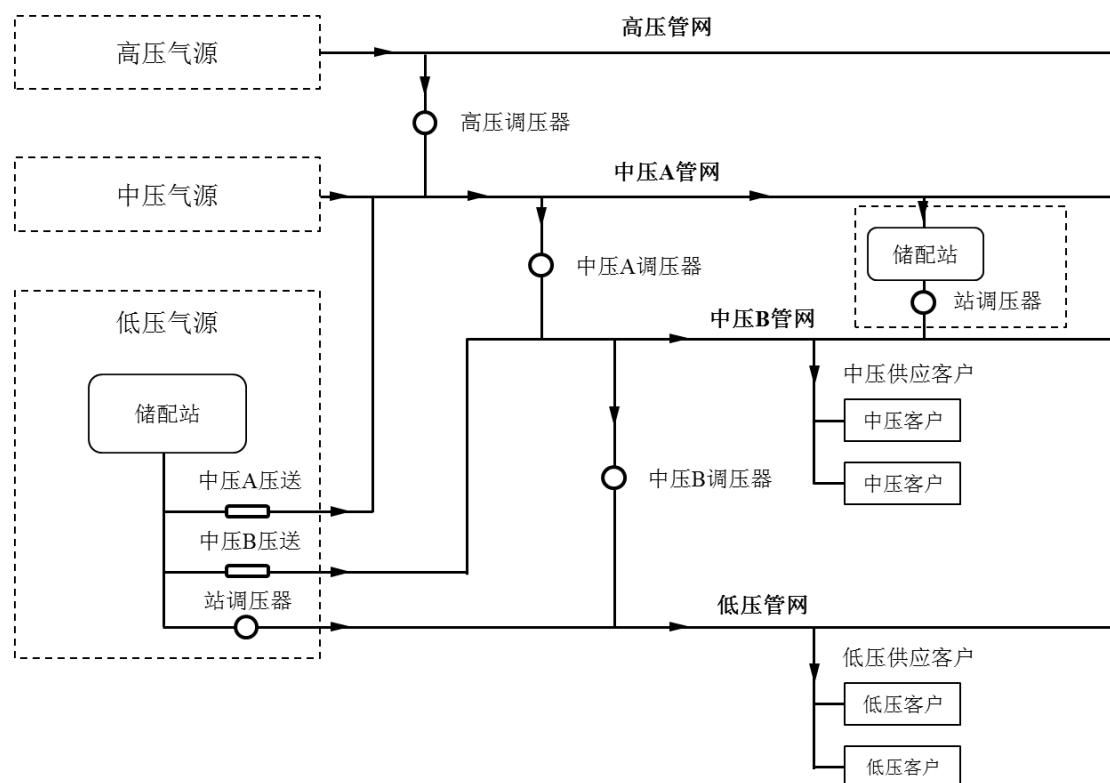 高压管网
高压气源
高压调压器
中压A管网
中压气源
中压A调压器
储配站
站调压器
低压气源
中压B管网
储配站
中压供应客户
中压客户
中压A压送
中压B调压器
中压客户
中压B压送
站调压器
低压管网
低压供应客户
低压客户
低压客户